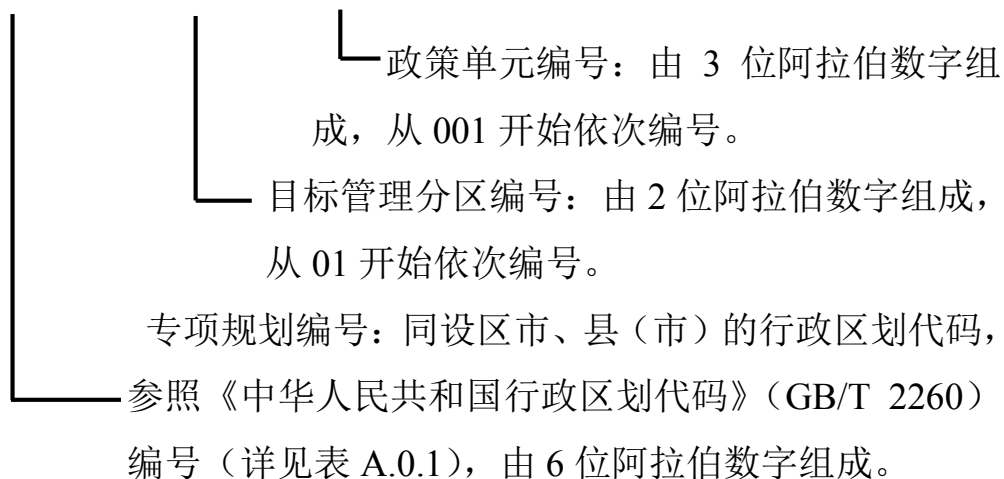 政策单元编号：由 3 位阿拉伯数字组
成，从 001 开始依次编号。
目标管理分区编号：由 2 位阿拉伯数字组成，
从 01 开始依次编号。
专项规划编号：同设区市、县（市）的行政区划代码，
参照《中华人民共和国行政区划代码》（GB/T 2260）
编号（详见表 A.0.1），由 6 位阿拉伯数字组成。